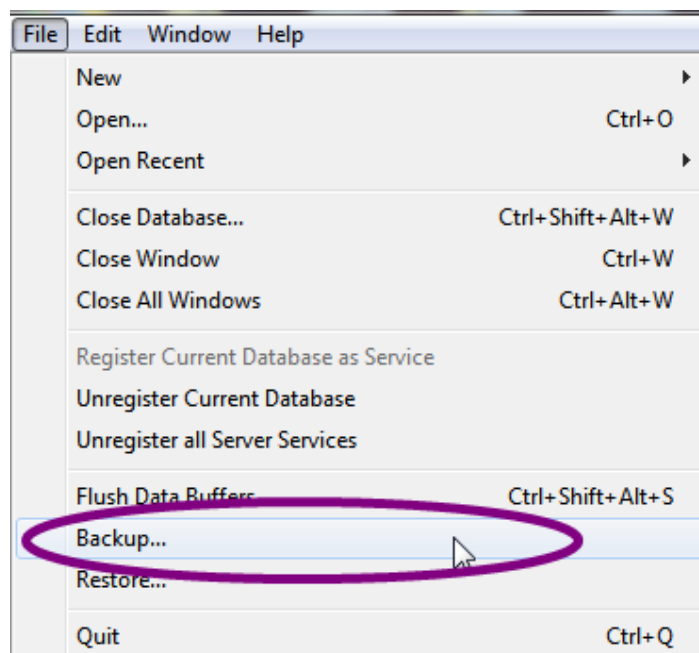 File Edit Window Help
New
Open... Ctrl+O
Open Recent
Close Database... Ctrl+Shift+Alt+W
Close Window Ctrl+W
Close All Windows Ctrl+Alt+W
Register Current Database as Service
Unregister Current Database
Unregister all Server Services
Flush Data Buffers Ctrl+Shift+Alt+S
Backup...
Restore...
Quit Ctrl+Q